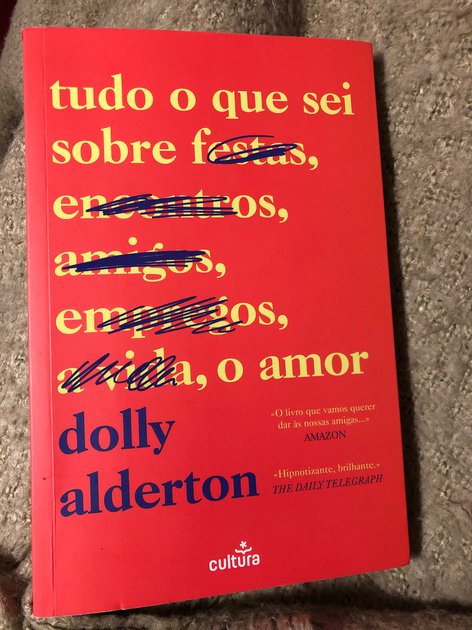 tudo o que sei
sobre festas,
encontros,
amigos,
empregos,
a vida, o amor
dolly
alderton
«O livro que vamos querer
dar às nossas amigas...»
AMAZON
«Hipnotizante, brilhante.»
THE DAILY TELEGRAPH
cultura